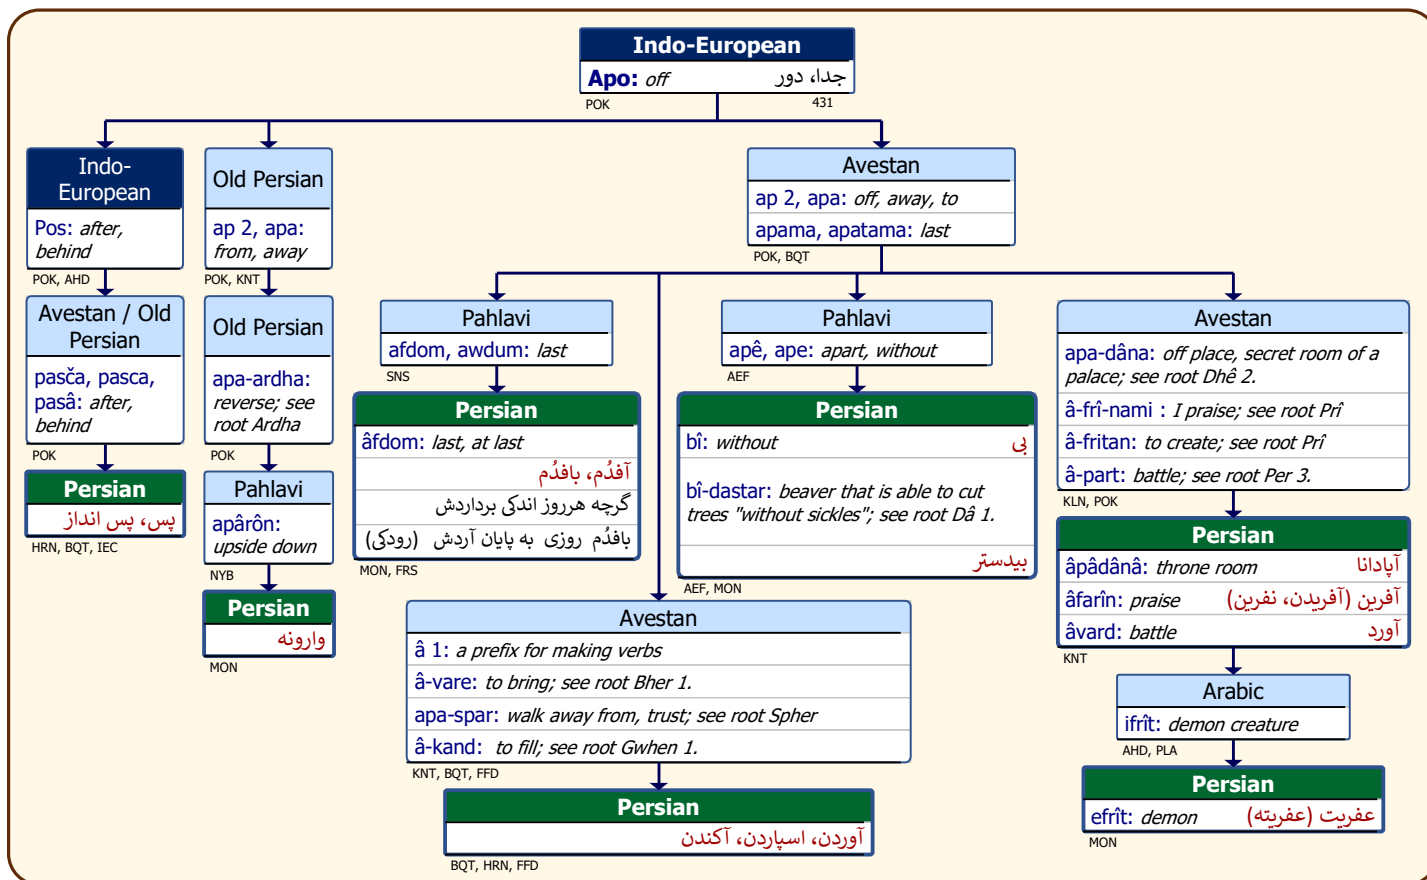 Indo-European
Apo: off جدا، دور
POK 431
Indo-
European
Pos: after,
behind
POK, AHD
Avestan / Old
Persian
pasča, pasca,
pasâ: after,
behind
POK
Persian
پس، پس انداز
HRN, BQT, IEC
Old Persian
ap 2, apa:
from, away
POK, KNT
Old Persian
apa-ardha:
reverse; see
root Ardha
POK
Pahlavi
apârôn:
upside down
NYB
Persian
وارونه
MON
Avestan
ap 2, apa: off, away, to
apama, apatama: last
POK, BQT
Pahlavi
afdom, awdum: last
SNS
Persian
âfdom: last, at last
آفدُم، بافدُم
گرچه هرروز اندکی برداردش
بافدُم روزی به پایان آردش (رودکی)
MON, FRS
Avestan
â 1: a prefix for making verbs
â-vare: to bring; see root Bher 1.
apa-spar: walk away from, trust; see root Spher
â-kand: to fill; see root Gwhen 1.
KNT, BQT, FFD
Persian
آوردن، اسپاردن، آکندن
BQT, HRN, FFD
Pahlavi
apê, ape: apart, without
AEF
Persian
bî: without بی
bî-dastar: beaver that is able to cut
trees "without sickles"; see root Dâ 1.
بیدستر
AEF, MON
Avestan
apa-dâna: off place, secret room of a
palace; see root Dhê 2.
â-frî-nami : I praise; see root Prî
â-fritan: to create; see root Prî
â-part: battle; see root Per 3.
KLN, POK
Persian
âpâdânâ: throne room آپادانا
âfarîn: praise آفرین (آفریدن، نفرین)
âvard: battle آورد
KNT
Arabic
ifrît: demon creature
AHD, PLA
Persian
efrît: demon عفریت (عفریته)
MON